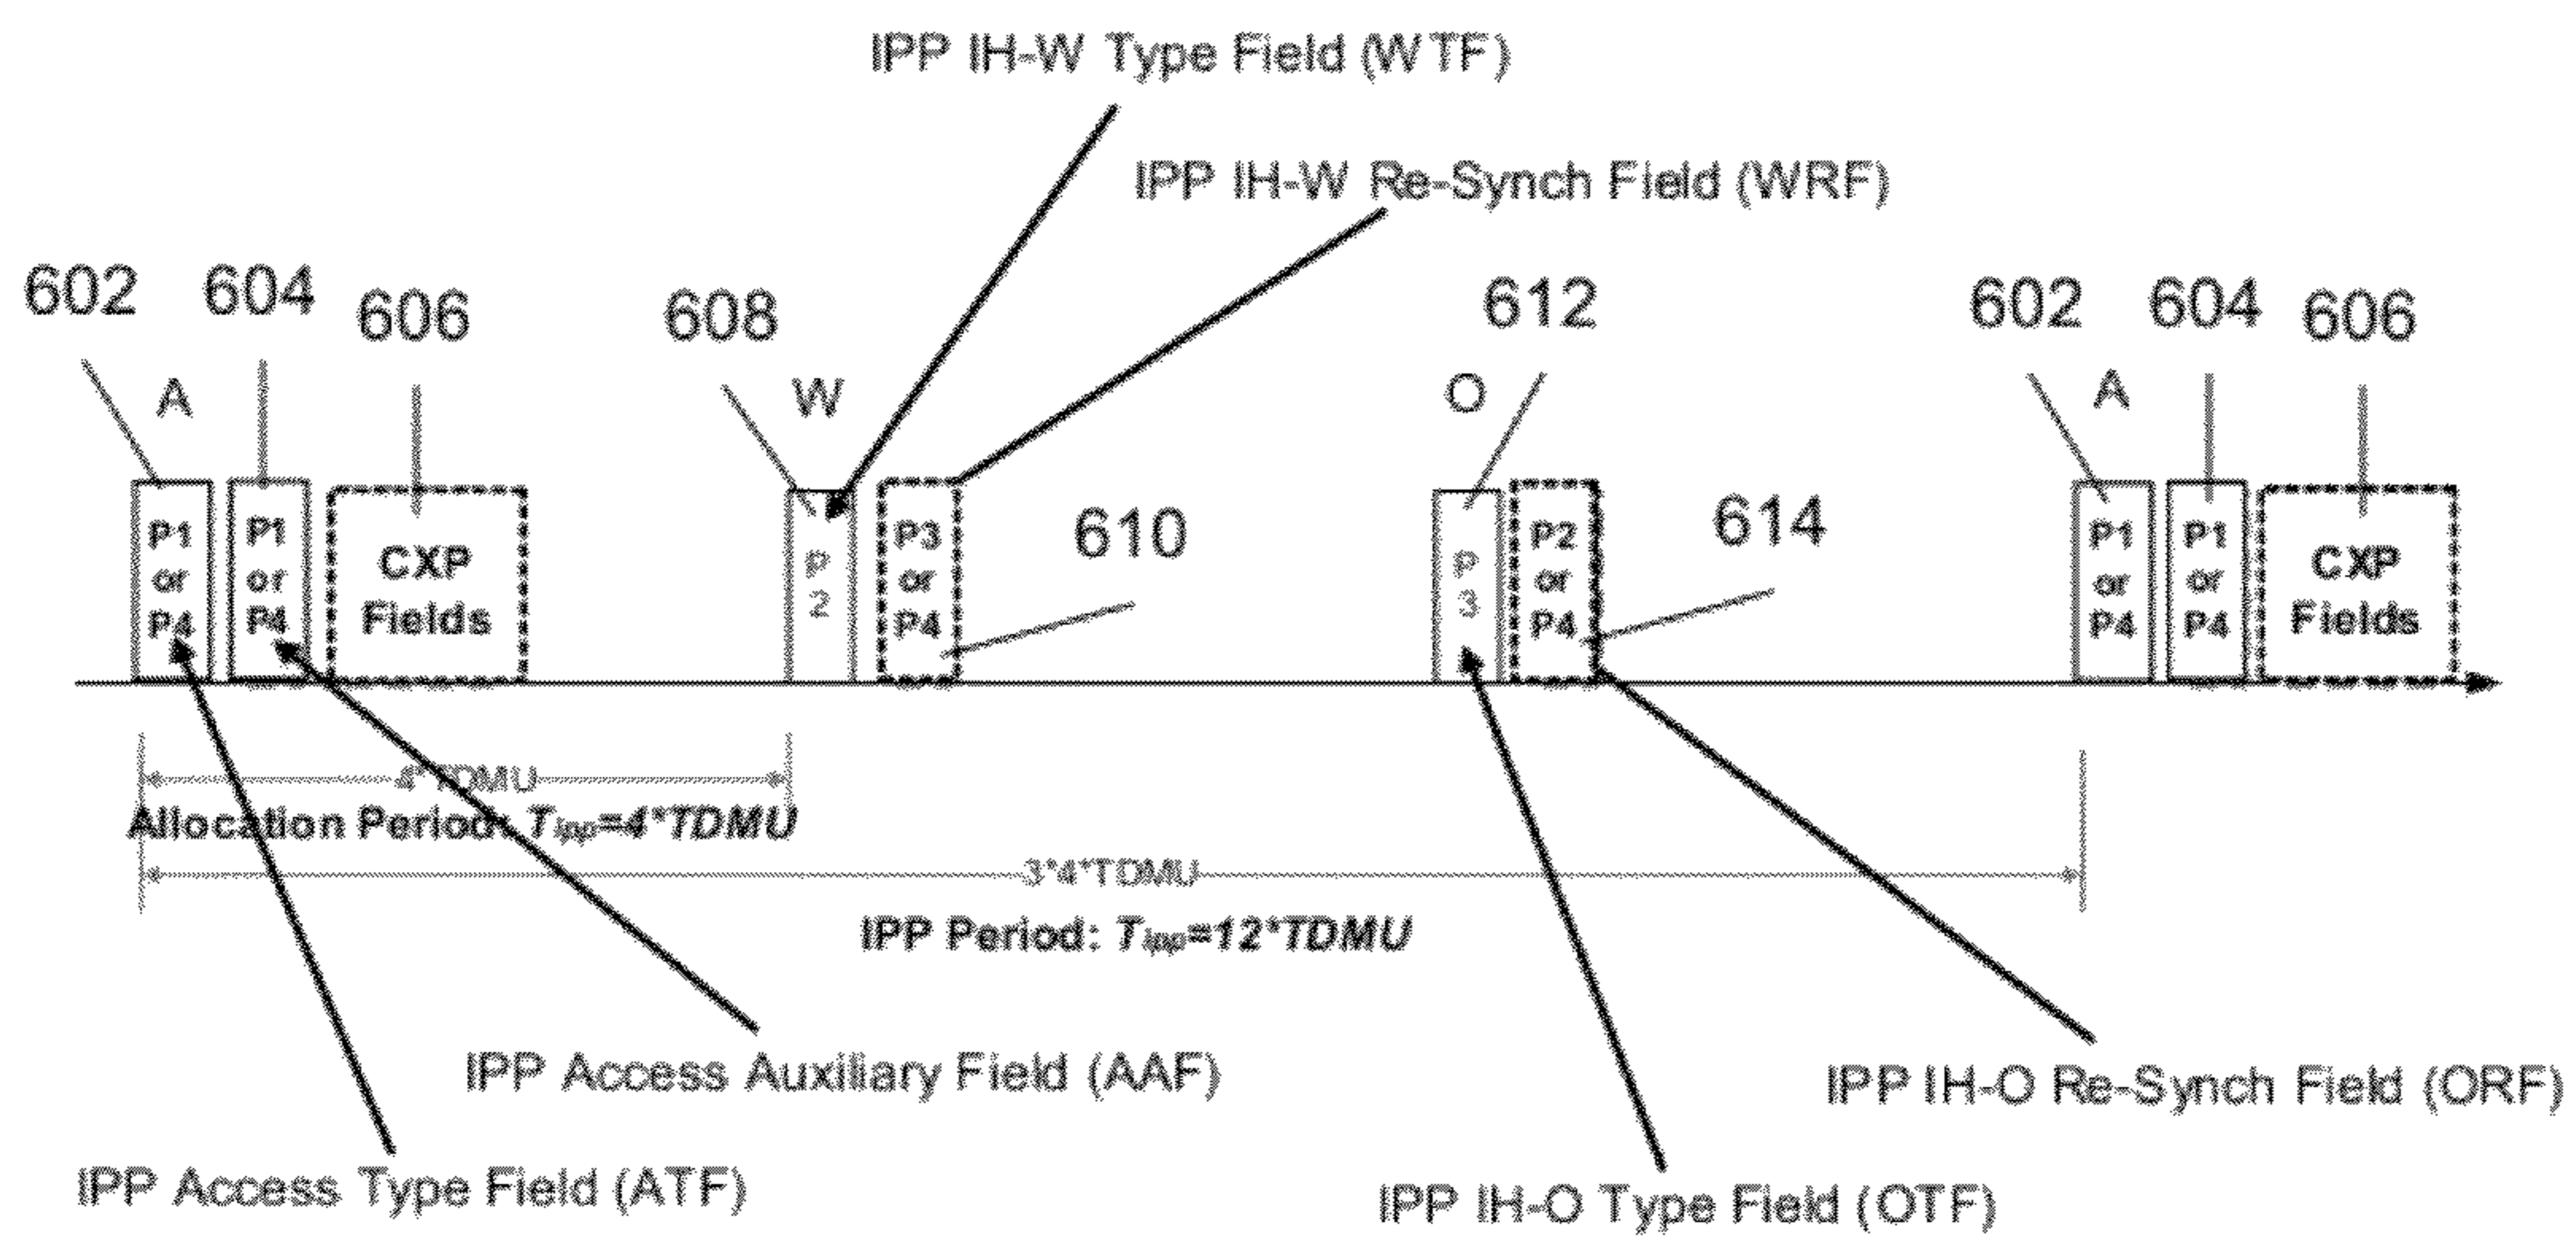 IPP IH-W Type Field (WTF)
IPP IH-W Re-Synch Field (WRF)
602 604 606 608 612 602 604 606
A W O A
P1
or
P4
P1
or
P4
CXP
Fields
P
2
P3
or
P4
610
P
3
P2
or
P4
614
P1
or
P4
P1
or
P4
CXP
Fields
4*TDMU
Allocation Period: Tipp=4*TDMU
3*4*TDMU
IPP Period: Tipp=12*TDMU
IPP Access Auxiliary Field (AAF)
IPP IH-O Re-Synch Field (ORF)
IPP Access Type Field (ATF)
IPP IH-O Type Field (OTF)